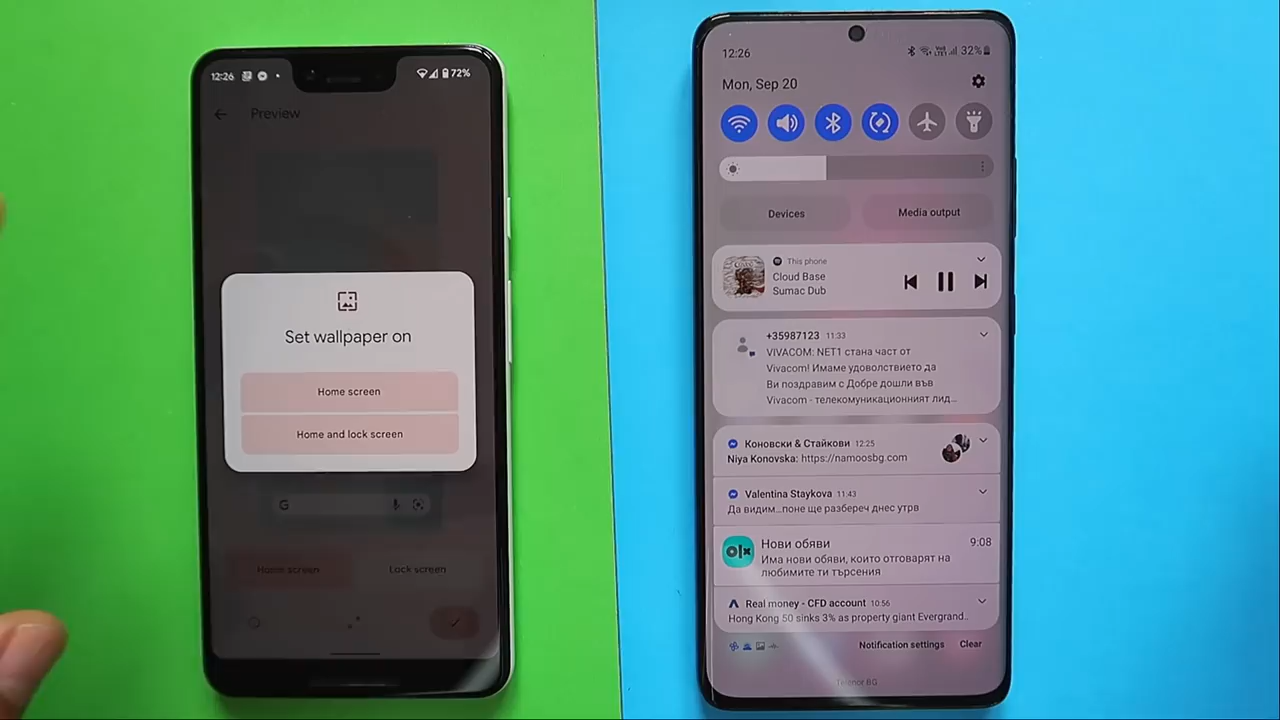 12:26
72%
Preview
Set wallpaper on
Home screen
Home and lock screen
G
Home screen
Lock screen
12:26
32%
Mon, Sep 20
Devices
Media output
This phone
Cloud Base
Sumac Dub
+35987123 11:33
VIVACOM: NET1 стана част от
Vivacom! Имаме удоволствието да
Ви поздравим с Добре дошли във
Vivacom - телекомуникационният лид...
Коновски & Стайкови 12:25
Niya Konovska: https://namoosbg.com
Valentina Staykova 11:43
Да видим...поне ще разбереч днес утрв
olx
Нови обяви 9:08
Има нови обяви, които отговарят на
любимите ти търсения
Real money - CFD account 10:56
Hong Kong 50 sinks 3% as property giant Evergrand..
Notification settings
Clear
Telenor BG